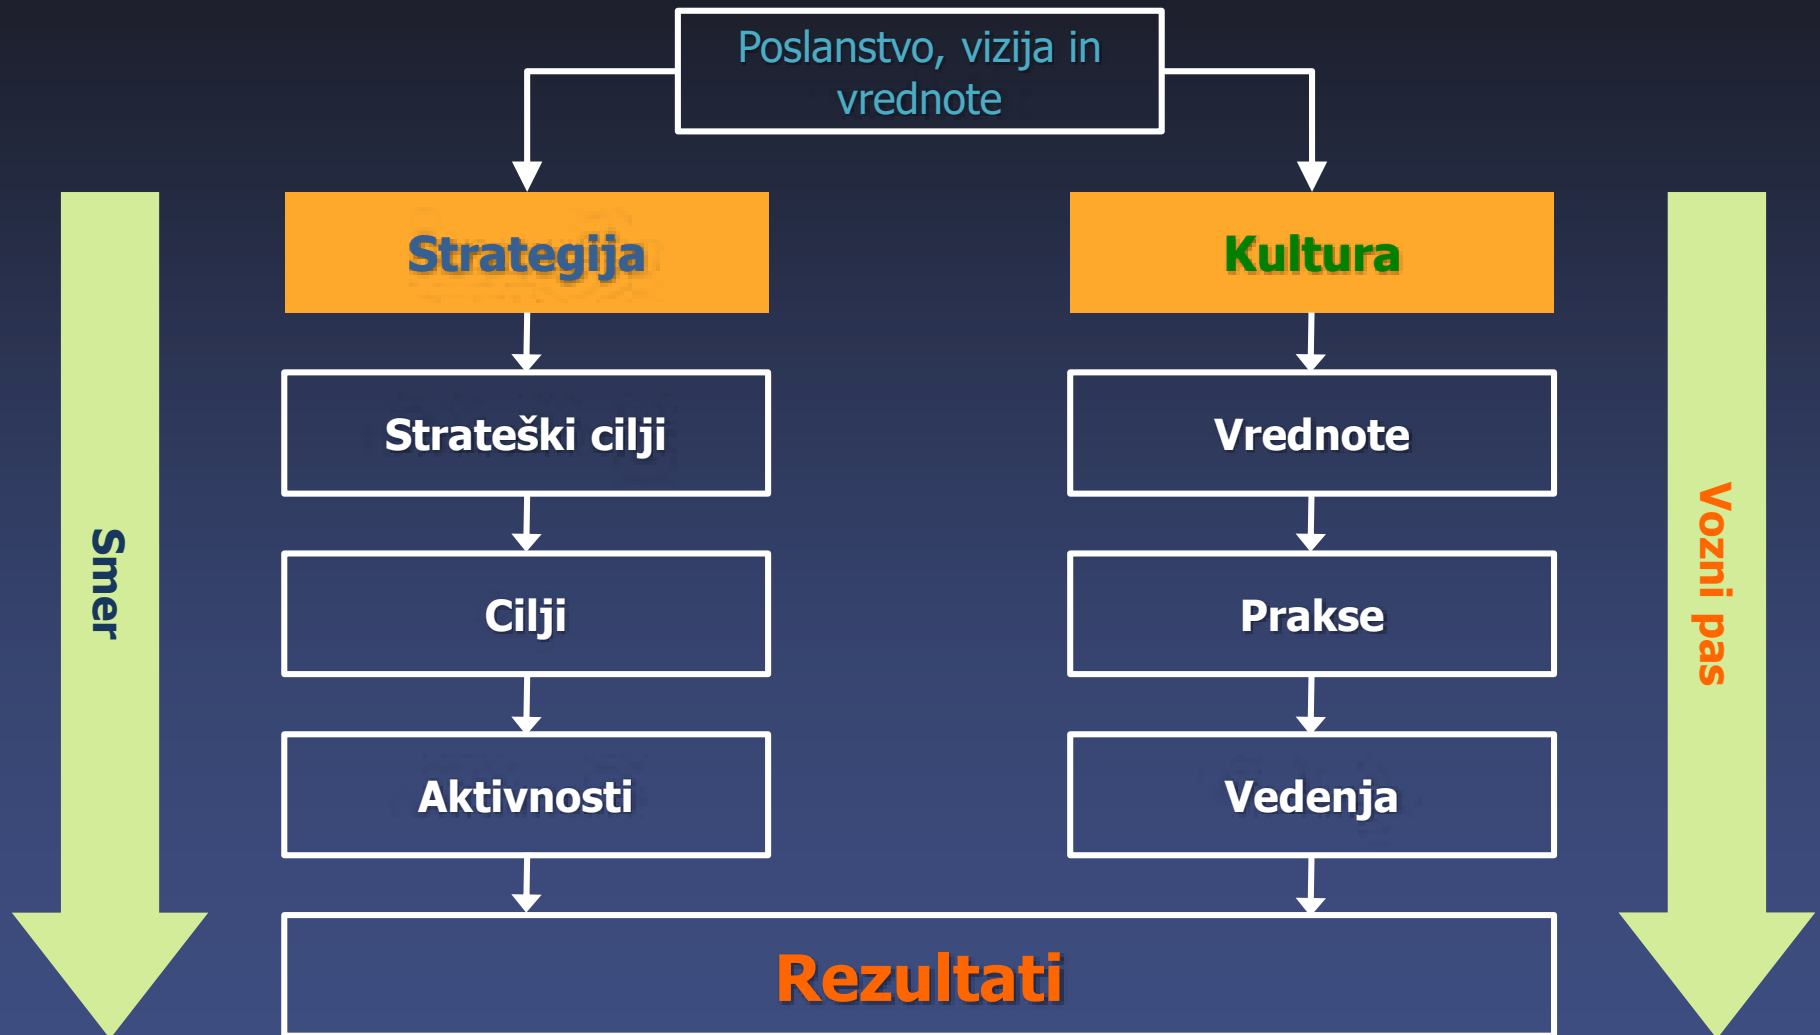 Poslanstvo, vizija in
vrednote
Strategija
Kultura
Strateški cilji
Vrednote
Smer
Cilji
Prakse
Vozni pas
Aktivnosti
Vedenja
Rezultati